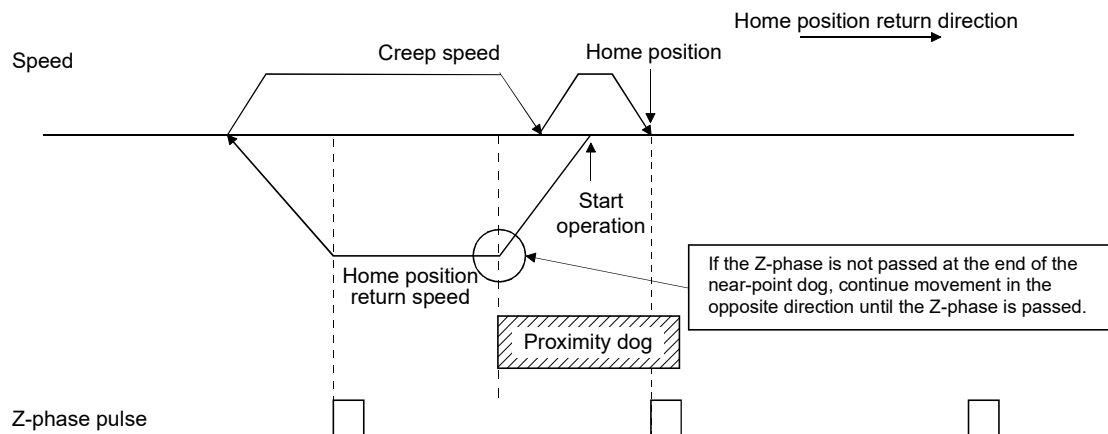 Home position return direction
Speed
Creep speed
Home position
Start
operation
Home position
return speed
If the Z-phase is not passed at the end of the
near-point dog, continue movement in the
opposite direction until the Z-phase is passed.
Proximity dog
Z-phase pulse